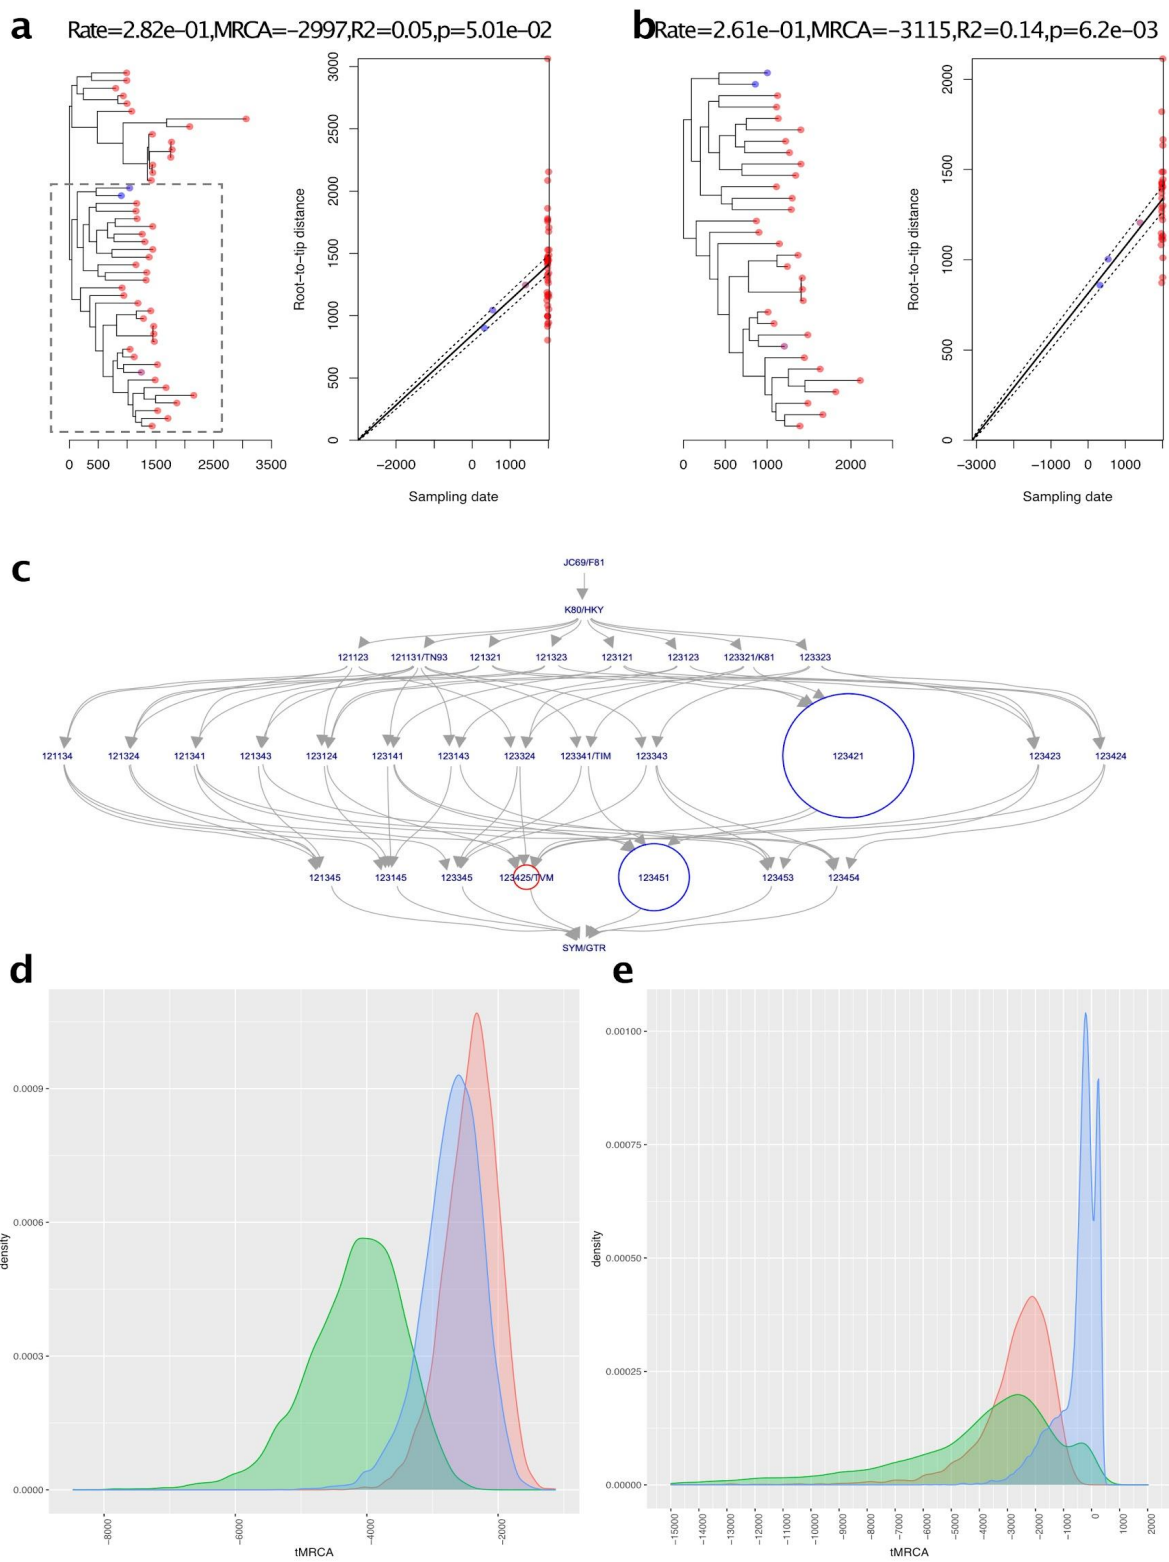 a
Rate=2.82e−01,MRCA=−2997,R2=0.05,p=5.01e−02
b
Rate=2.61e−01,MRCA=−3115,R2=0.14,p=6.2e−03
Root−to−tip distance
0 500 1000 1500 2000 2500 3000
0 500 1500 2500 3500
−2000 0 1000
Sampling date
Root−to−tip distance
0 500 1000 1500 2000
0 500 1000 2000
−3000 −1000 0 1000
Sampling date
c
JC69/F81
K80/HKY
121123 121131/TN93 121321 121323 123121 123123 123321/K81 123323
121134 121324 121341 121343 123124 123141 123143 123324 123341/TIM 123343 123421 123423 123424
121345 123145 123345 123425/TVM 123451 123453 123454
SYM/GTR
d
density
0.0009
0.0006
0.0003
0.0000
−8000 −6000 −4000 −2000
tMRCA
e
density
0.00100
0.00075
0.00050
0.00025
0.00000
−15000 −14000 −13000 −12000 −11000 −10000 −9000 −8000 −7000 −6000 −5000 −4000 −3000 −2000 −1000 0 1000 2000
tMRCA